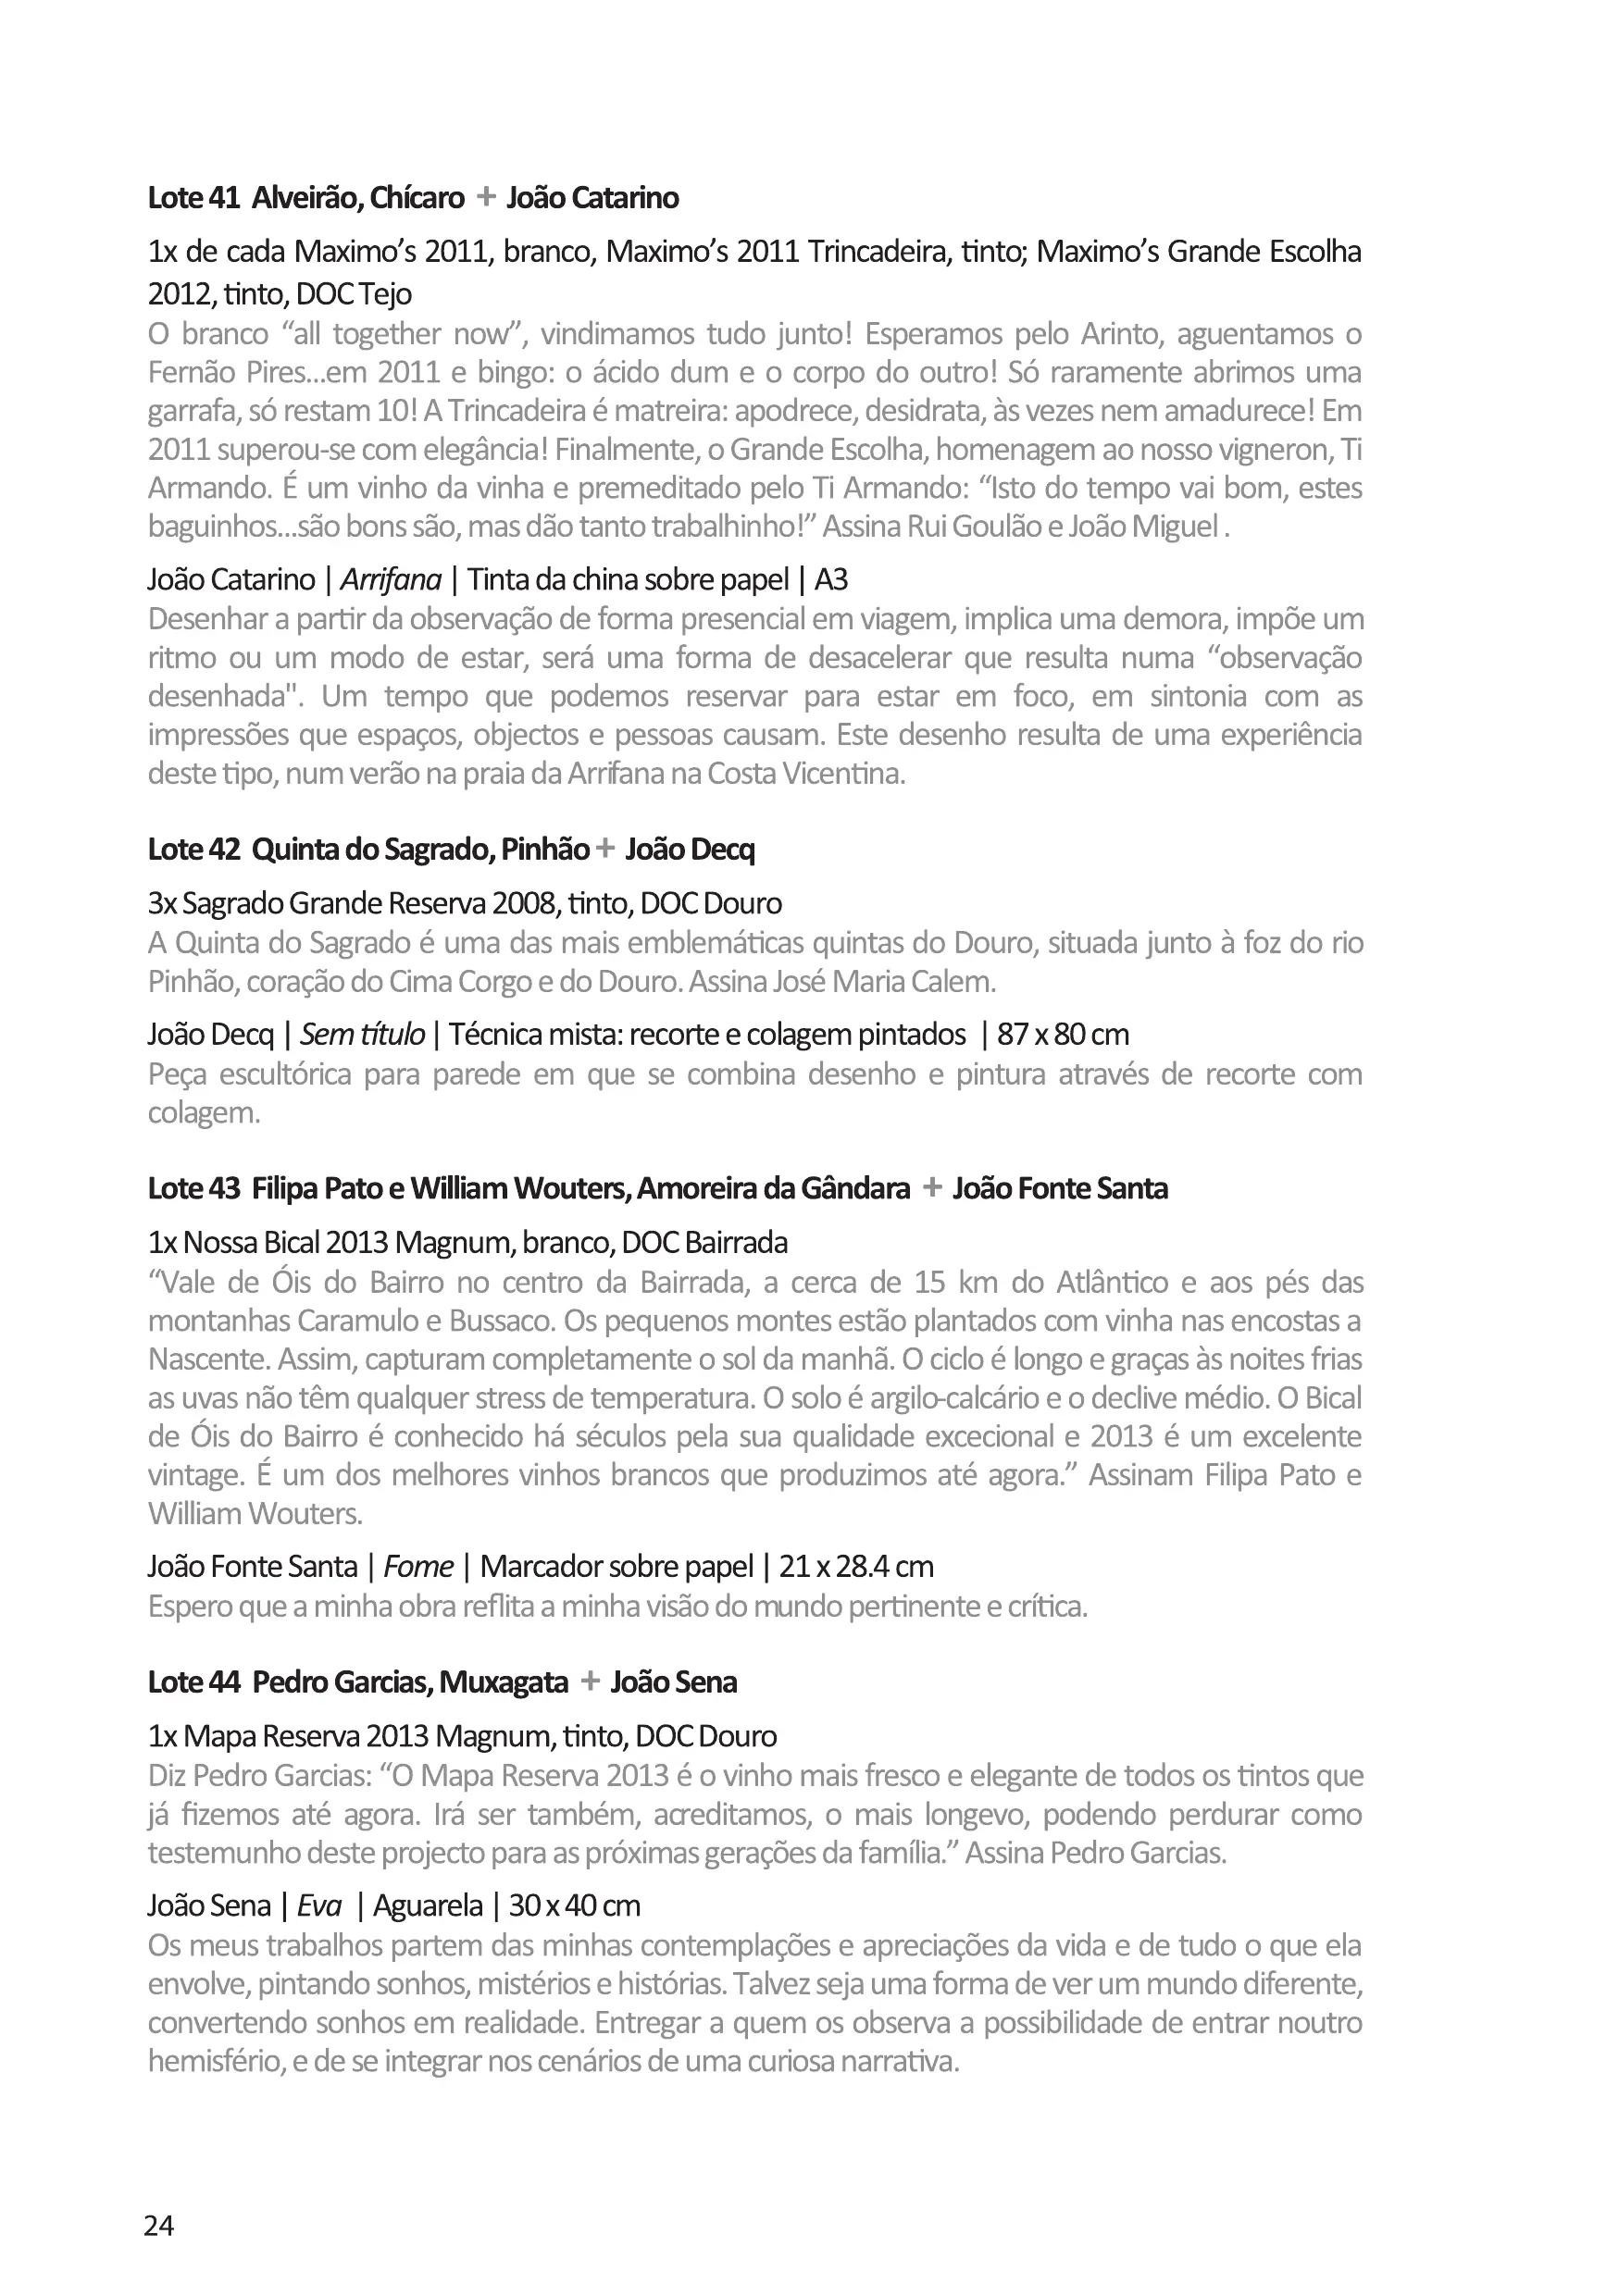 Lote 41 Alveirão, Chícaro + João Catarino
1x de cada Maximo’s 2011, branco, Maximo’s 2011 Trincadeira, tinto; Maximo’s Grande Escolha
2012, tinto, DOC Tejo
O branco “all together now”, vindimamos tudo junto! Esperamos pelo Arinto, aguentamos o
Fernão Pires...em 2011 e bingo: o ácido dum e o corpo do outro! Só raramente abrimos uma
garrafa, só restam 10! A Trincadeira é matreira: apodrece, desidrata, às vezes nem amadurece! Em
2011 superou-se com elegância! Finalmente, o Grande Escolha, homenagem ao nosso vigneron, Ti
Armando. É um vinho da vinha e premeditado pelo Ti Armando: “Isto do tempo vai bom, estes
baguinhos...são bons são, mas dão tanto trabalhinho!” Assina Rui Goulão e João Miguel .
João Catarino | Arrifana | Tinta da china sobre papel | A3
Desenhar a partir da observação de forma presencial em viagem, implica uma demora, impõe um
ritmo ou um modo de estar, será uma forma de desacelerar que resulta numa “observação
desenhada". Um tempo que podemos reservar para estar em foco, em sintonia com as
impressões que espaços, objectos e pessoas causam. Este desenho resulta de uma experiência
deste tipo, num verão na praia da Arrifana na Costa Vicentina.
Lote 42 Quinta do Sagrado, Pinhão + João Decq
3x Sagrado Grande Reserva 2008, tinto, DOC Douro
A Quinta do Sagrado é uma das mais emblemáticas quintas do Douro, situada junto à foz do rio
Pinhão, coração do Cima Corgo e do Douro. Assina José Maria Calem.
João Decq | Sem título | Técnica mista: recorte e colagem pintados | 87 x 80 cm
Peça escultórica para parede em que se combina desenho e pintura através de recorte com
colagem.
Lote 43 Filipa Pato e William Wouters, Amoreira da Gândara + João Fonte Santa
1x Nossa Bical 2013 Magnum, branco, DOC Bairrada
“Vale de Óis do Bairro no centro da Bairrada, a cerca de 15 km do Atlântico e aos pés das
montanhas Caramulo e Bussaco. Os pequenos montes estão plantados com vinha nas encostas a
Nascente. Assim, capturam completamente o sol da manhã. O ciclo é longo e graças às noites frias
as uvas não têm qualquer stress de temperatura. O solo é argilo-calcário e o declive médio. O Bical
de Óis do Bairro é conhecido há séculos pela sua qualidade excecional e 2013 é um excelente
vintage. É um dos melhores vinhos brancos que produzimos até agora.” Assinam Filipa Pato e
William Wouters.
João Fonte Santa | Fome | Marcador sobre papel | 21 x 28.4 cm
Espero que a minha obra reflita a minha visão do mundo pertinente e crítica.
Lote 44 Pedro Garcias, Muxagata + João Sena
1x Mapa Reserva 2013 Magnum, tinto, DOC Douro
Diz Pedro Garcias: “O Mapa Reserva 2013 é o vinho mais fresco e elegante de todos os tintos que
já fizemos até agora. Irá ser também, acreditamos, o mais longevo, podendo perdurar como
testemunho deste projecto para as próximas gerações da família.” Assina Pedro Garcias.
João Sena | Eva | Aguarela | 30 x 40 cm
Os meus trabalhos partem das minhas contemplações e apreciações da vida e de tudo o que ela
envolve, pintando sonhos, mistérios e histórias. Talvez seja uma forma de ver um mundo diferente,
convertendo sonhos em realidade. Entregar a quem os observa a possibilidade de entrar noutro
hemisfério, e de se integrar nos cenários de uma curiosa narrativa.
24